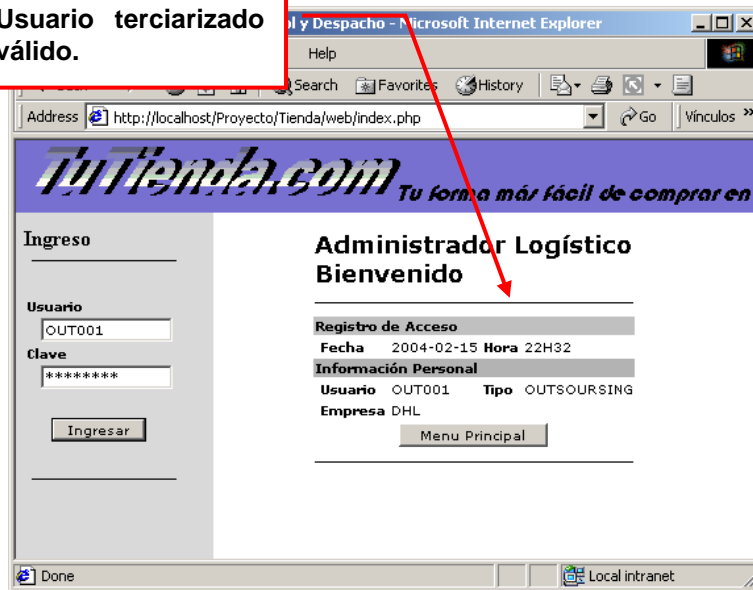 Usuario terciarizado
válido.
ol y Despacho - Microsoft Internet Explorer
Help
Search Favorites History
Address http://localhost/Proyecto/Tienda/web/index.php Go Vínculos »
TuTienda.com
Tu forma más fácil de comprar en
Ingreso
Usuario
OUT001
Clave
********
Ingresar
Administrador Logístico
Bienvenido
Registro de Acceso
Fecha 2004-02-15 Hora 22H32
Información Personal
Usuario OUT001 Tipo OUTSOURSING
Empresa DHL
Menu Principal
Done Local intranet